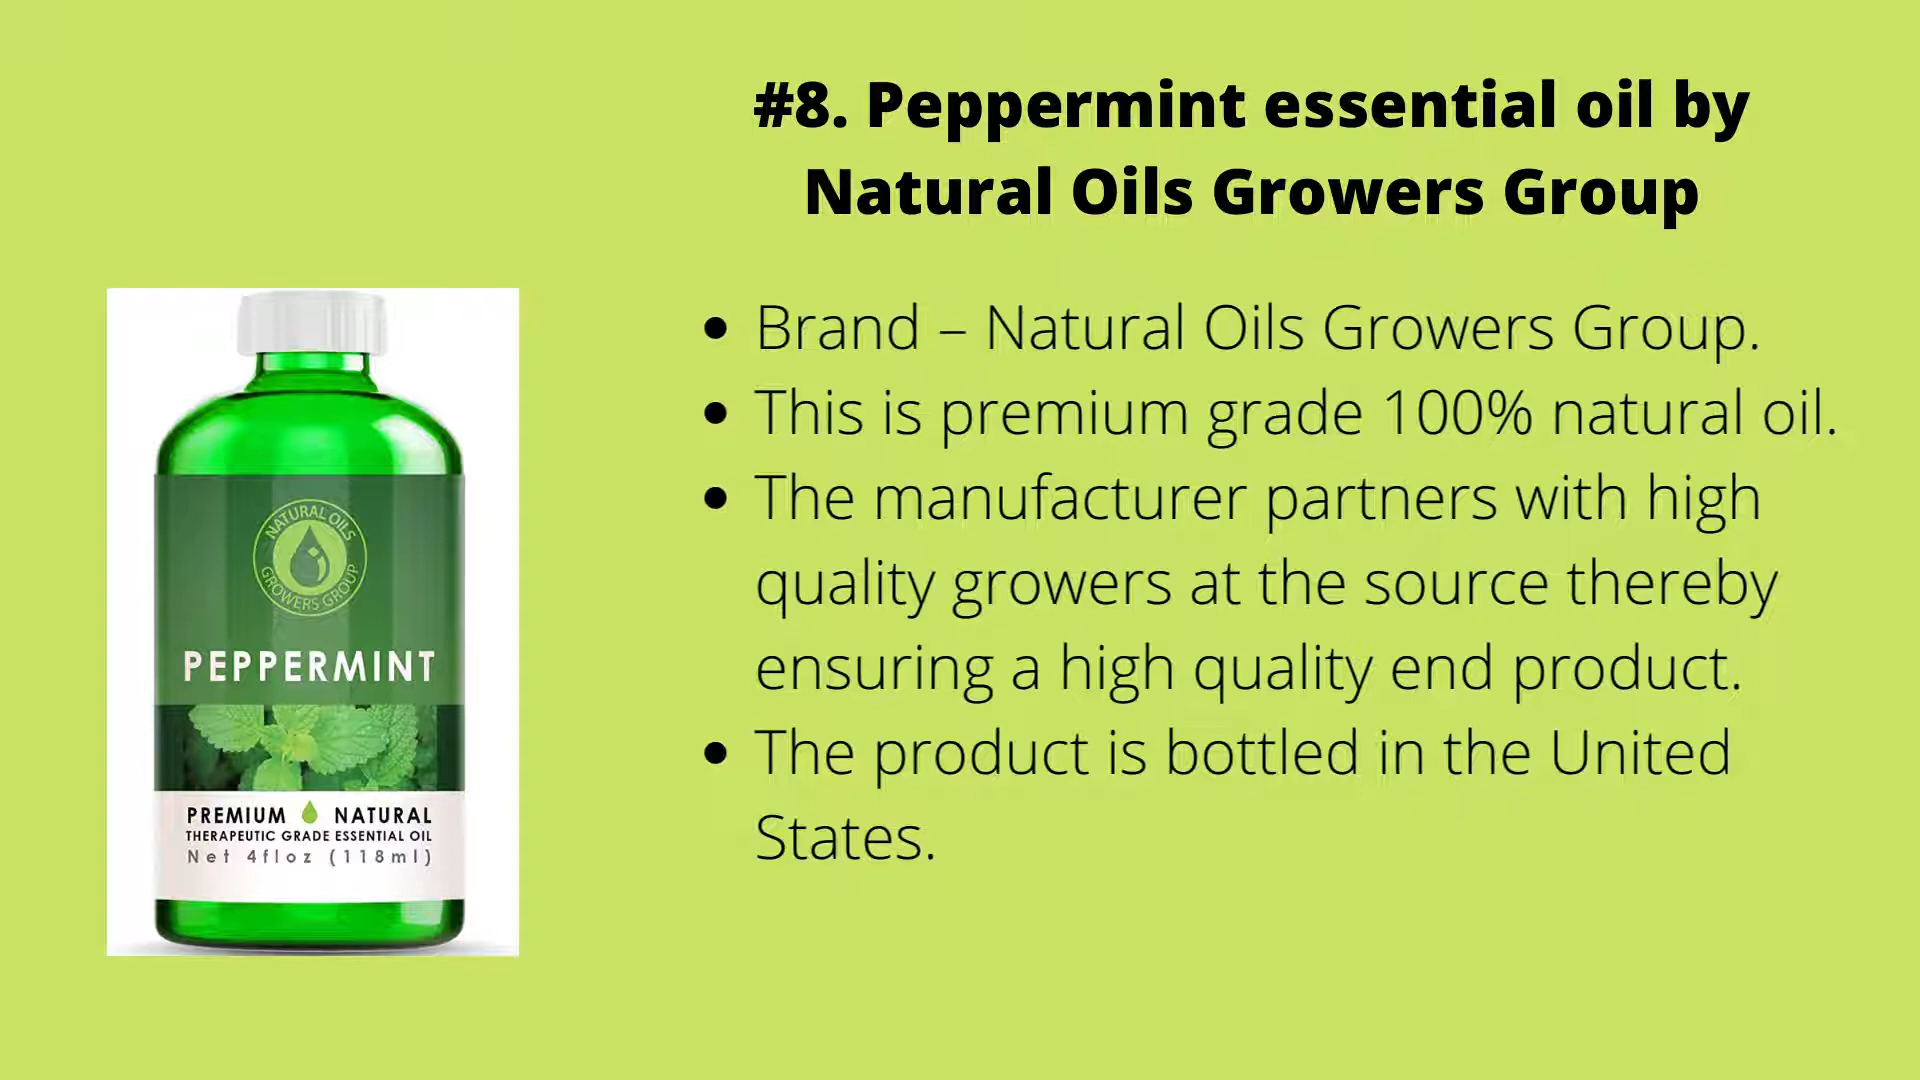 #8. Peppermint essential oil by
Natural Oils Growers Group
• Brand – Natural Oils Growers Group.
• This is premium grade 100% natural oil.
• The manufacturer partners with high
quality growers at the source thereby
ensuring a high quality end product.
• The product is bottled in the United
States.
NATURAL OILS
GROWERS GROUP
PEPPERMINT
PREMIUM NATURAL
THERAPEUTIC GRADE ESSENTIAL OIL
Net 4floz (118ml)